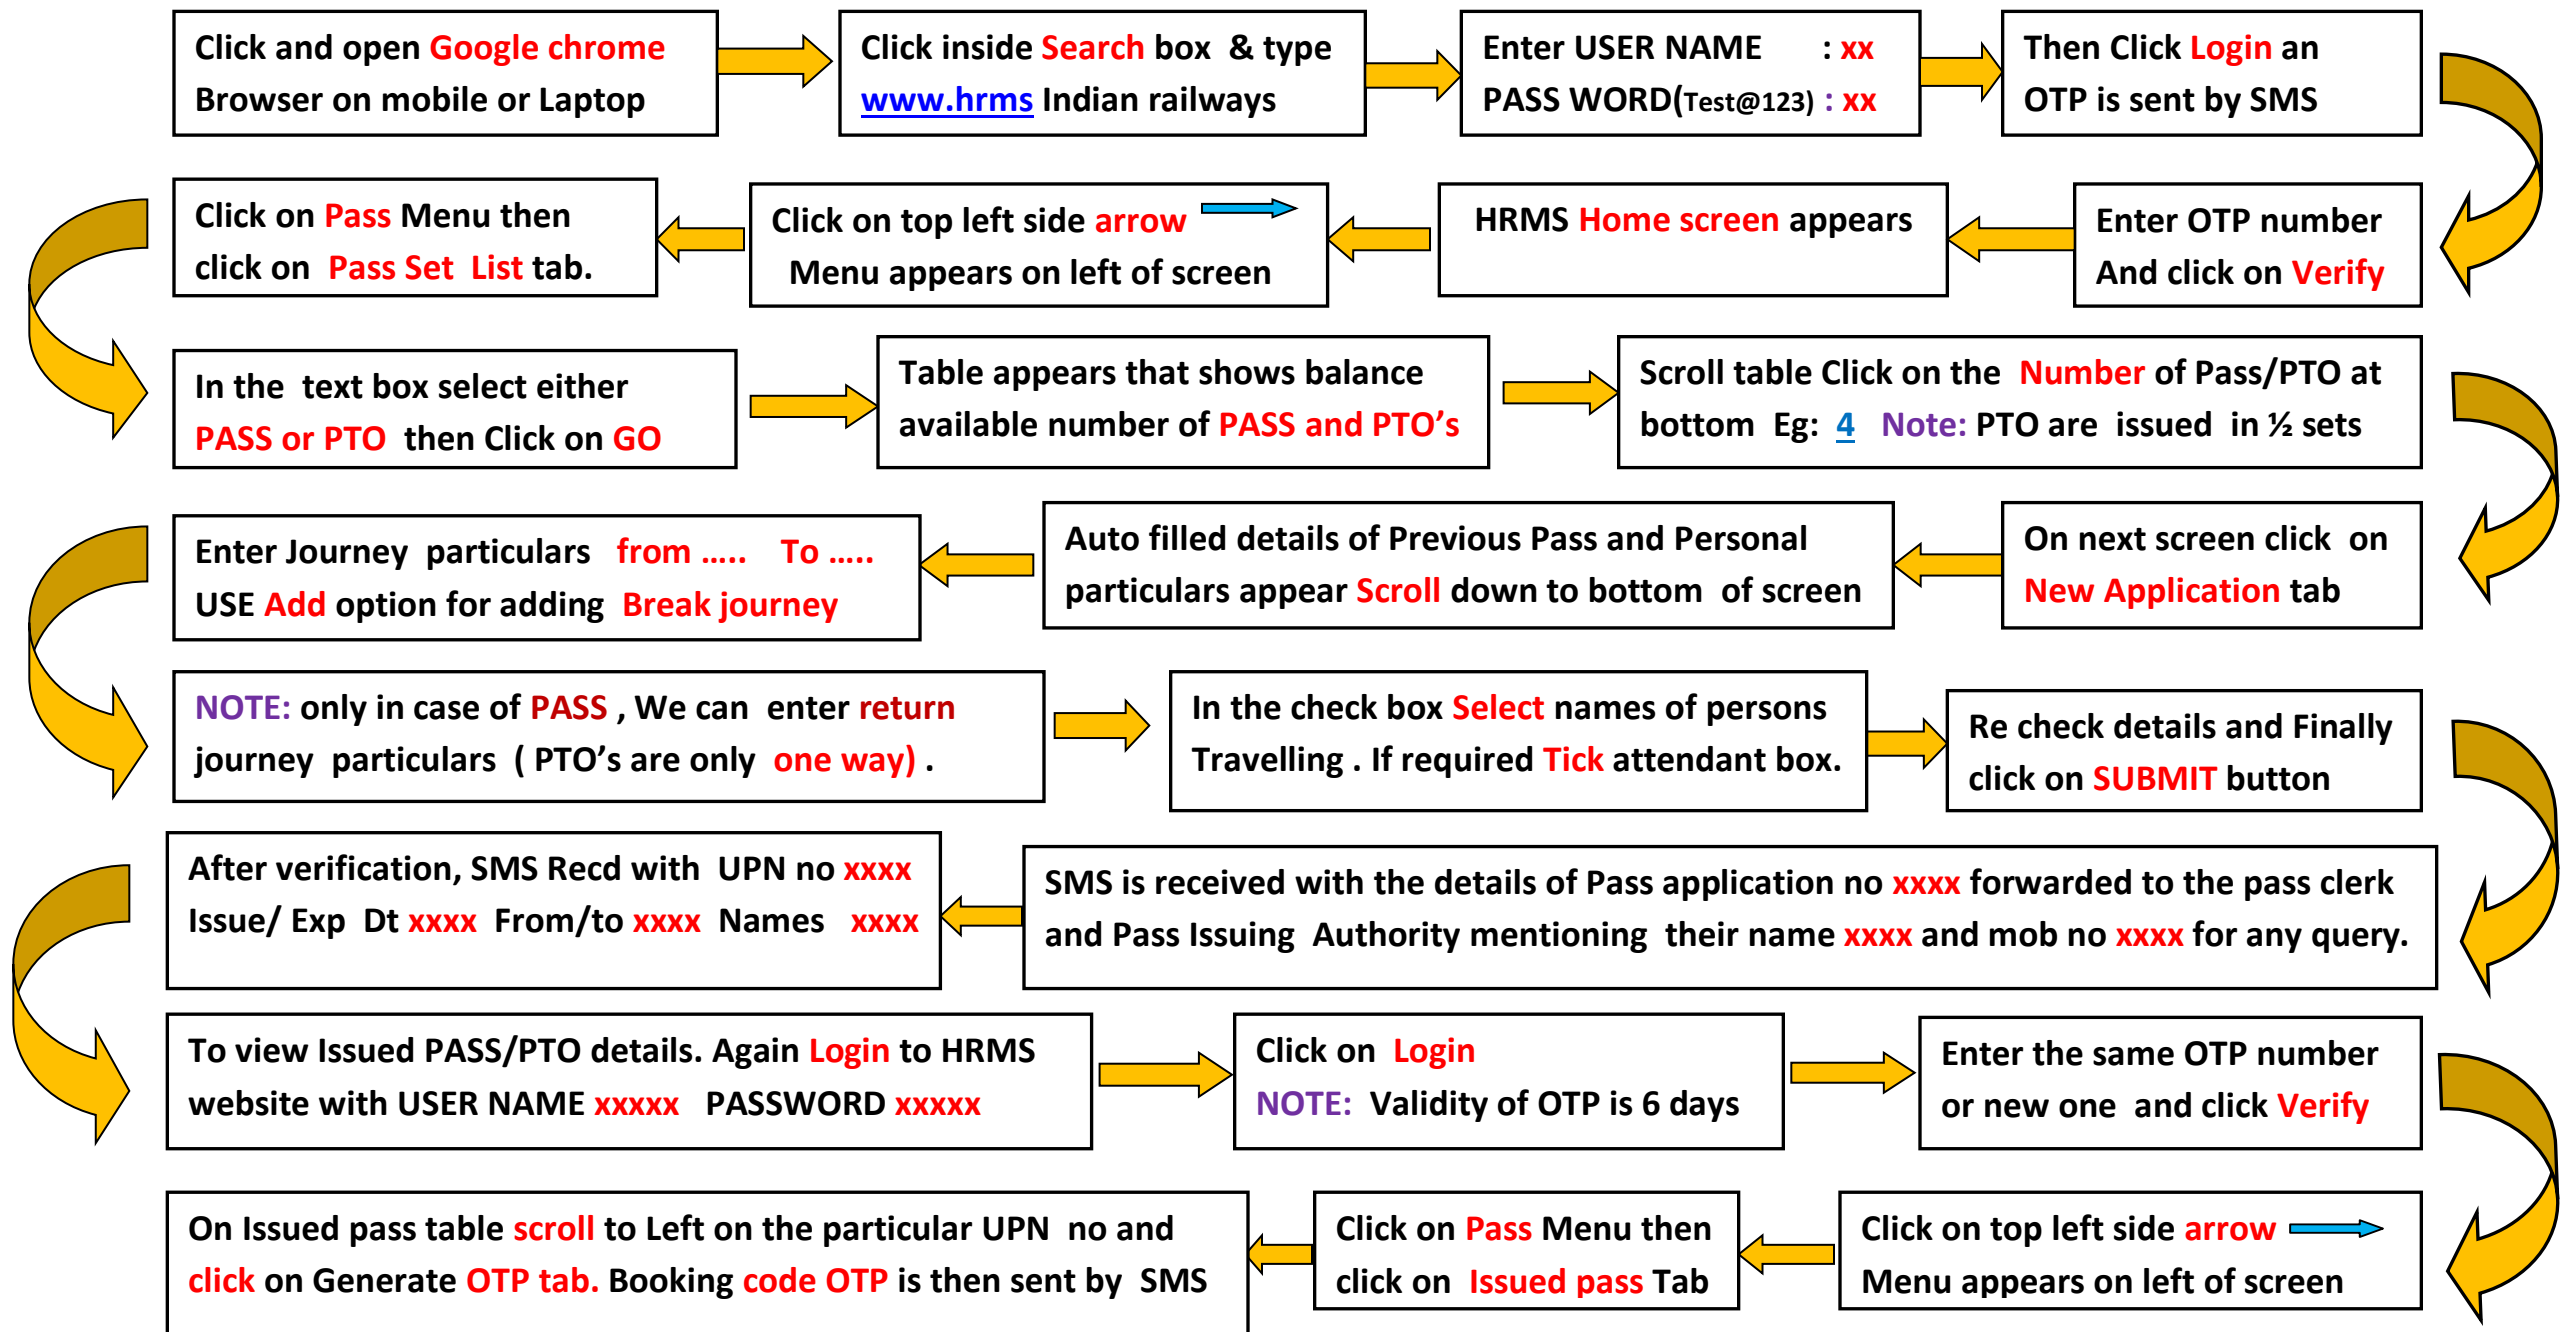 Click and open Google chrome
Browser on mobile or Laptop
Click inside Search box & type
www.hrms Indian railways
Enter USER NAME : xx
PASS WORD(Test@123) : xx
Then Click Login an
OTP is sent by SMS
Enter OTP number
And click on Verify
HRMS Home screen appears
Click on top left side arrow
Menu appears on left of screen
Click on Pass Menu then
click on Pass Set List tab.
In the text box select either
PASS or PTO then Click on GO
Table appears that shows balance
available number of PASS and PTO's
Scroll table Click on the Number of Pass/PTO at
bottom Eg: 4 Note: PTO are issued in ½ sets
On next screen click on
New Application tab
Auto filled details of Previous Pass and Personal
particulars appear Scroll down to bottom of screen
Enter Journey particulars from ..... To .....
USE Add option for adding Break journey
NOTE: only in case of PASS , We can enter return
journey particulars ( PTO's are only one way) .
In the check box Select names of persons
Travelling . If required Tick attendant box.
Re check details and Finally
click on SUBMIT button
SMS is received with the details of Pass application no xxxx forwarded to the pass clerk
and Pass Issuing Authority mentioning their name xxxx and mob no xxxx for any query.
After verification, SMS Recd with UPN no xxxx
Issue/ Exp Dt xxxx From/to xxxx Names xxxx
To view Issued PASS/PTO details. Again Login to HRMS
website with USER NAME xxxxx PASSWORD xxxxx
Click on Login
NOTE: Validity of OTP is 6 days
Enter the same OTP number
or new one and click Verify
Click on top left side arrow
Menu appears on left of screen
Click on Pass Menu then
click on Issued pass Tab
On Issued pass table scroll to Left on the particular UPN no and
click on Generate OTP tab. Booking code OTP is then sent by SMS